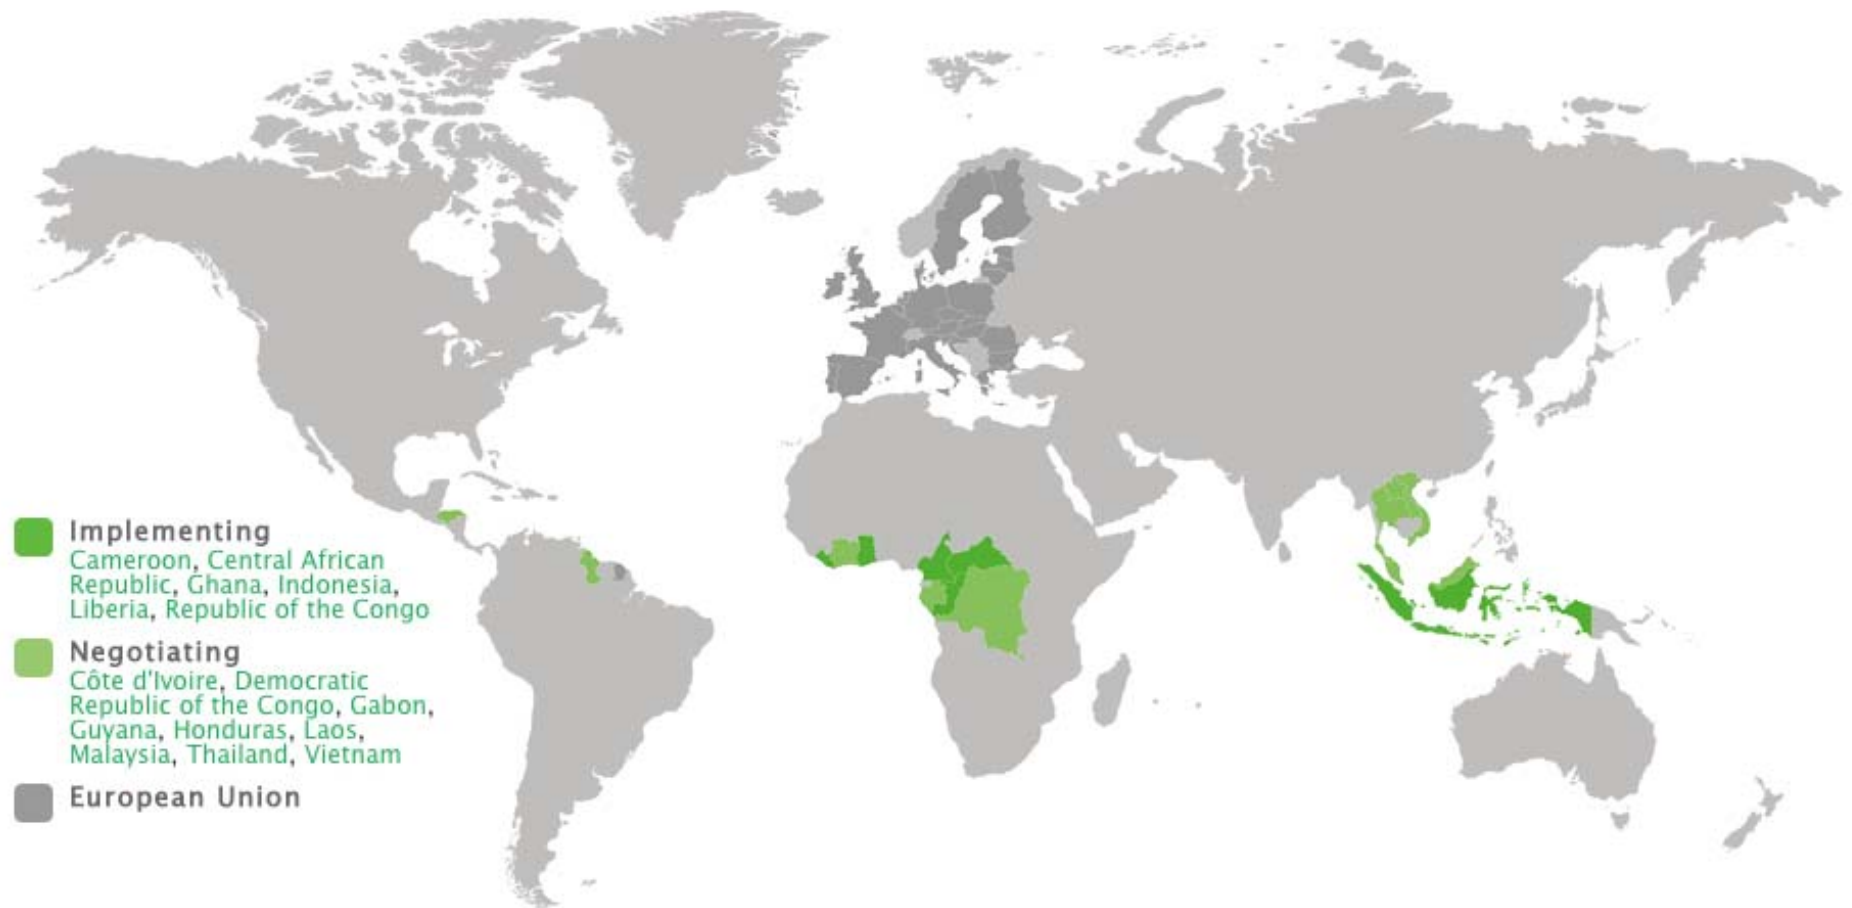 Implementing
Cameroon, Central African
Republic, Ghana, Indonesia,
Liberia, Republic of the Congo
Negotiating
Côte d'Ivoire, Democratic
Republic of the Congo, Gabon,
Guyana, Honduras, Laos,
Malaysia, Thailand, Vietnam
European Union